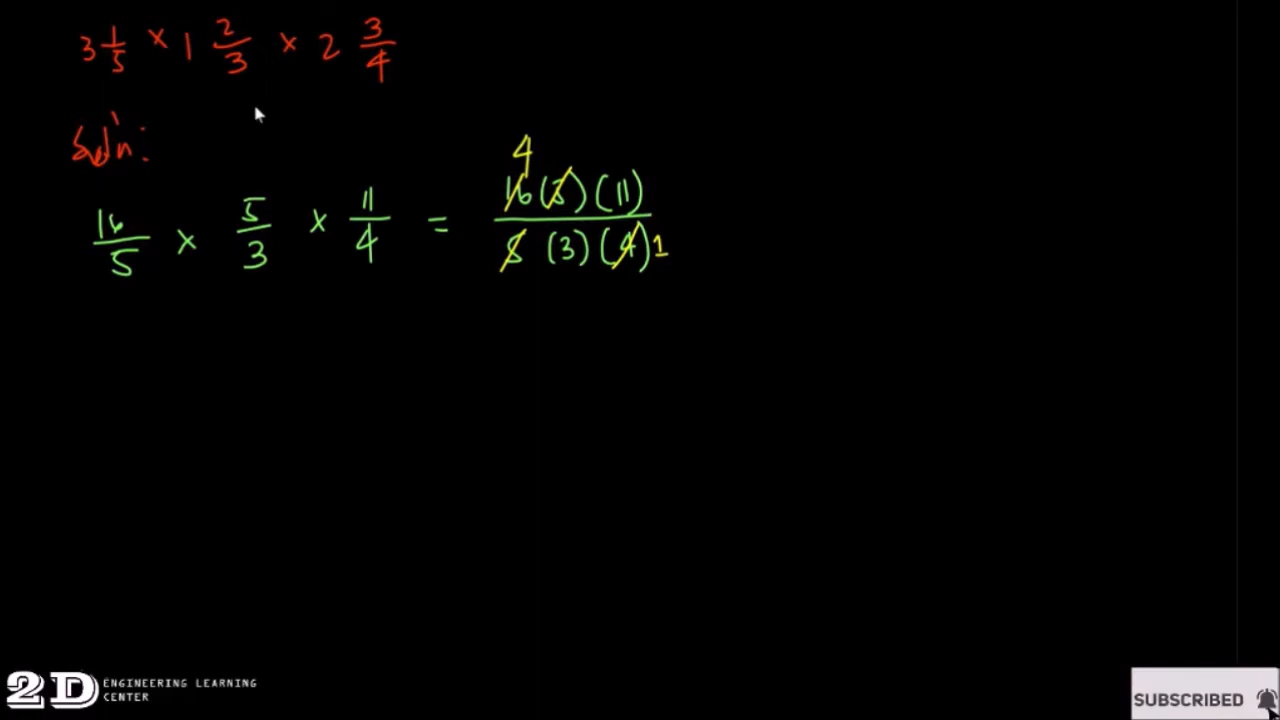 3 1/5 × 1 2/3 × 2 3/4
Sol'n:
16/5 × 5/3 × 11/4 = 16(5)(11)/5(3)(4) 4 1
2D ENGINEERING LEARNING
CENTER
SUBSCRIBED